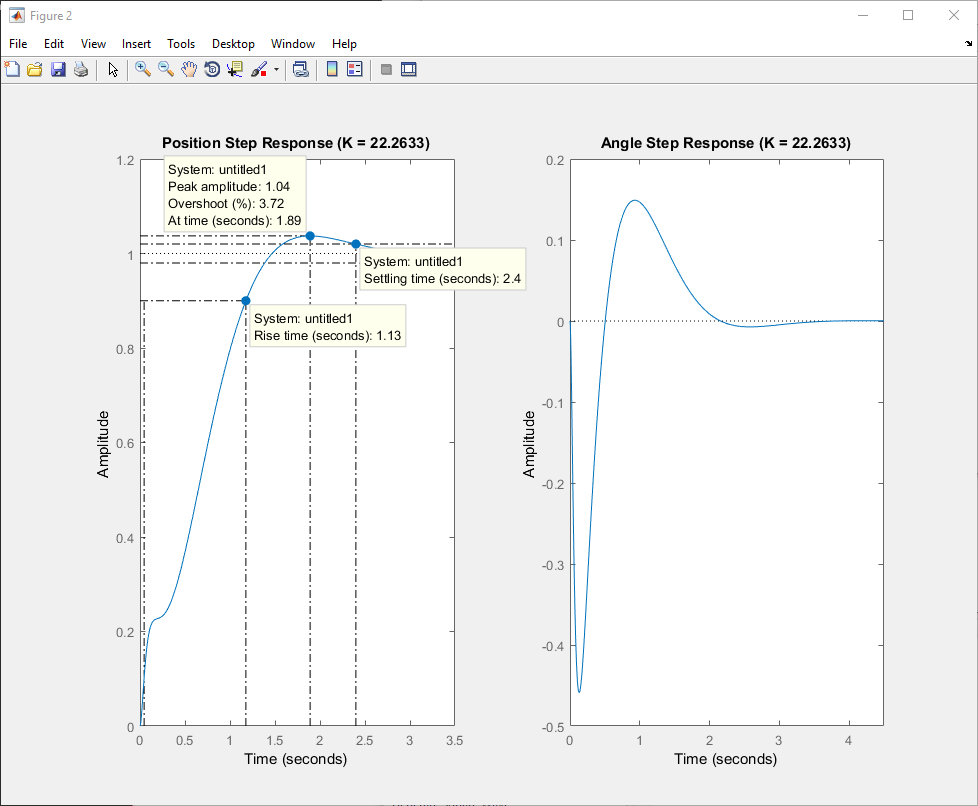 Figure 2
File Edit View Insert Tools Desktop Window Help
Position Step Response (K = 22.2633)
System: untitled1
Peak amplitude: 1.04
Overshoot (%): 3.72
At time (seconds): 1.89
System: untitled1
Settling time (seconds): 2.4
System: untitled1
Rise time (seconds): 1.13
1.2
1
0.8
0.6
0.4
0.2
0
Amplitude
0 0.5 1 1.5 2 2.5 3 3.5
Time (seconds)
Angle Step Response (K = 22.2633)
0.2
0.1
0
-0.1
-0.2
-0.3
-0.4
-0.5
Amplitude
0 1 2 3 4
Time (seconds)